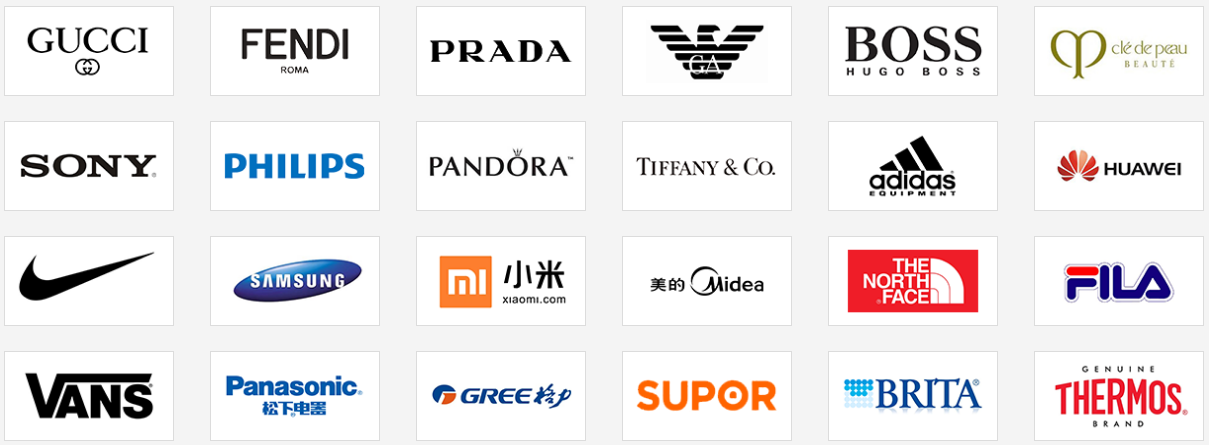 GUCCI
FENDI
ROMA
PRADA
GA
BOSS
HUGO BOSS
clé de peau
BEAUTÉ
SONY®
PHILIPS
PANDÖRA™
TIFFANY & CO.
adidas
EQUIPMENT
HUAWEI
SAMSUNG
mi
小米
xiaomi.com
美的 Midea
THE
NORTH
FACE®
FILA
VANS®
Panasonic®
松下电器
GREE 格力
SUPOR
BRITA®
GENUINE
THERMOS®
BRAND